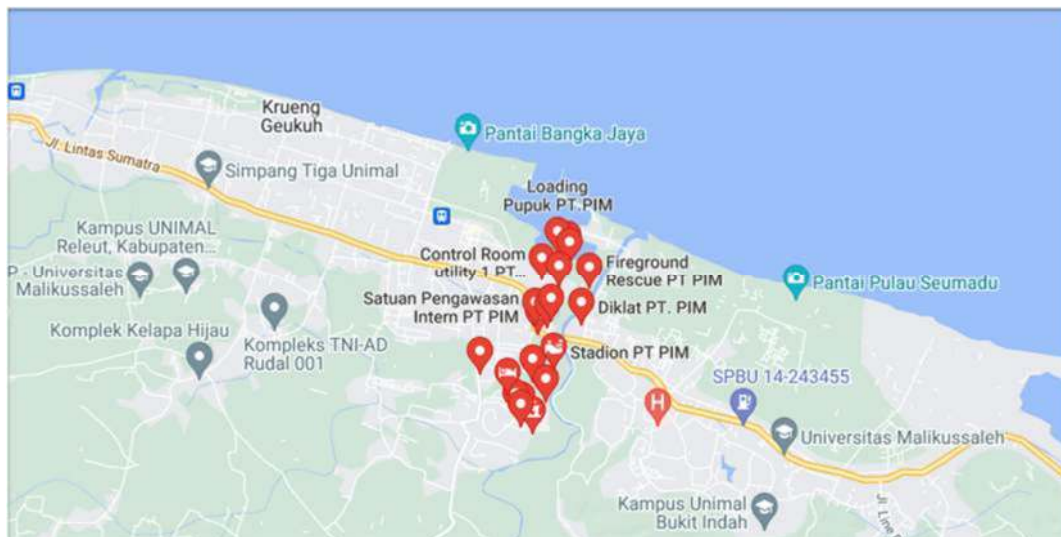 Krueng
Geukuh
Jl. Lintas Sumatra
Pantai Bangka Jaya
Simpang Tiga Unimal
Loading
Pupuk PT.PIM
Kampus UNIMAL
Releut, Kabupaten...
Control Room
utility 1 PT...
Fireground
Rescue PT PIM
P - Universitas
Malikussaleh
Pantai Pulau Seumadu
Satuan Pengawasan
Intern PT PIM
Diklat PT. PIM
Komplek Kelapa Hijau
Kompleks TNI-AD
Rudal 001
Stadion PT PIM
SPBU 14-243455
H
Universitas Malikussaleh
Kampus Unimal
Bukit Indah
Jl. Line